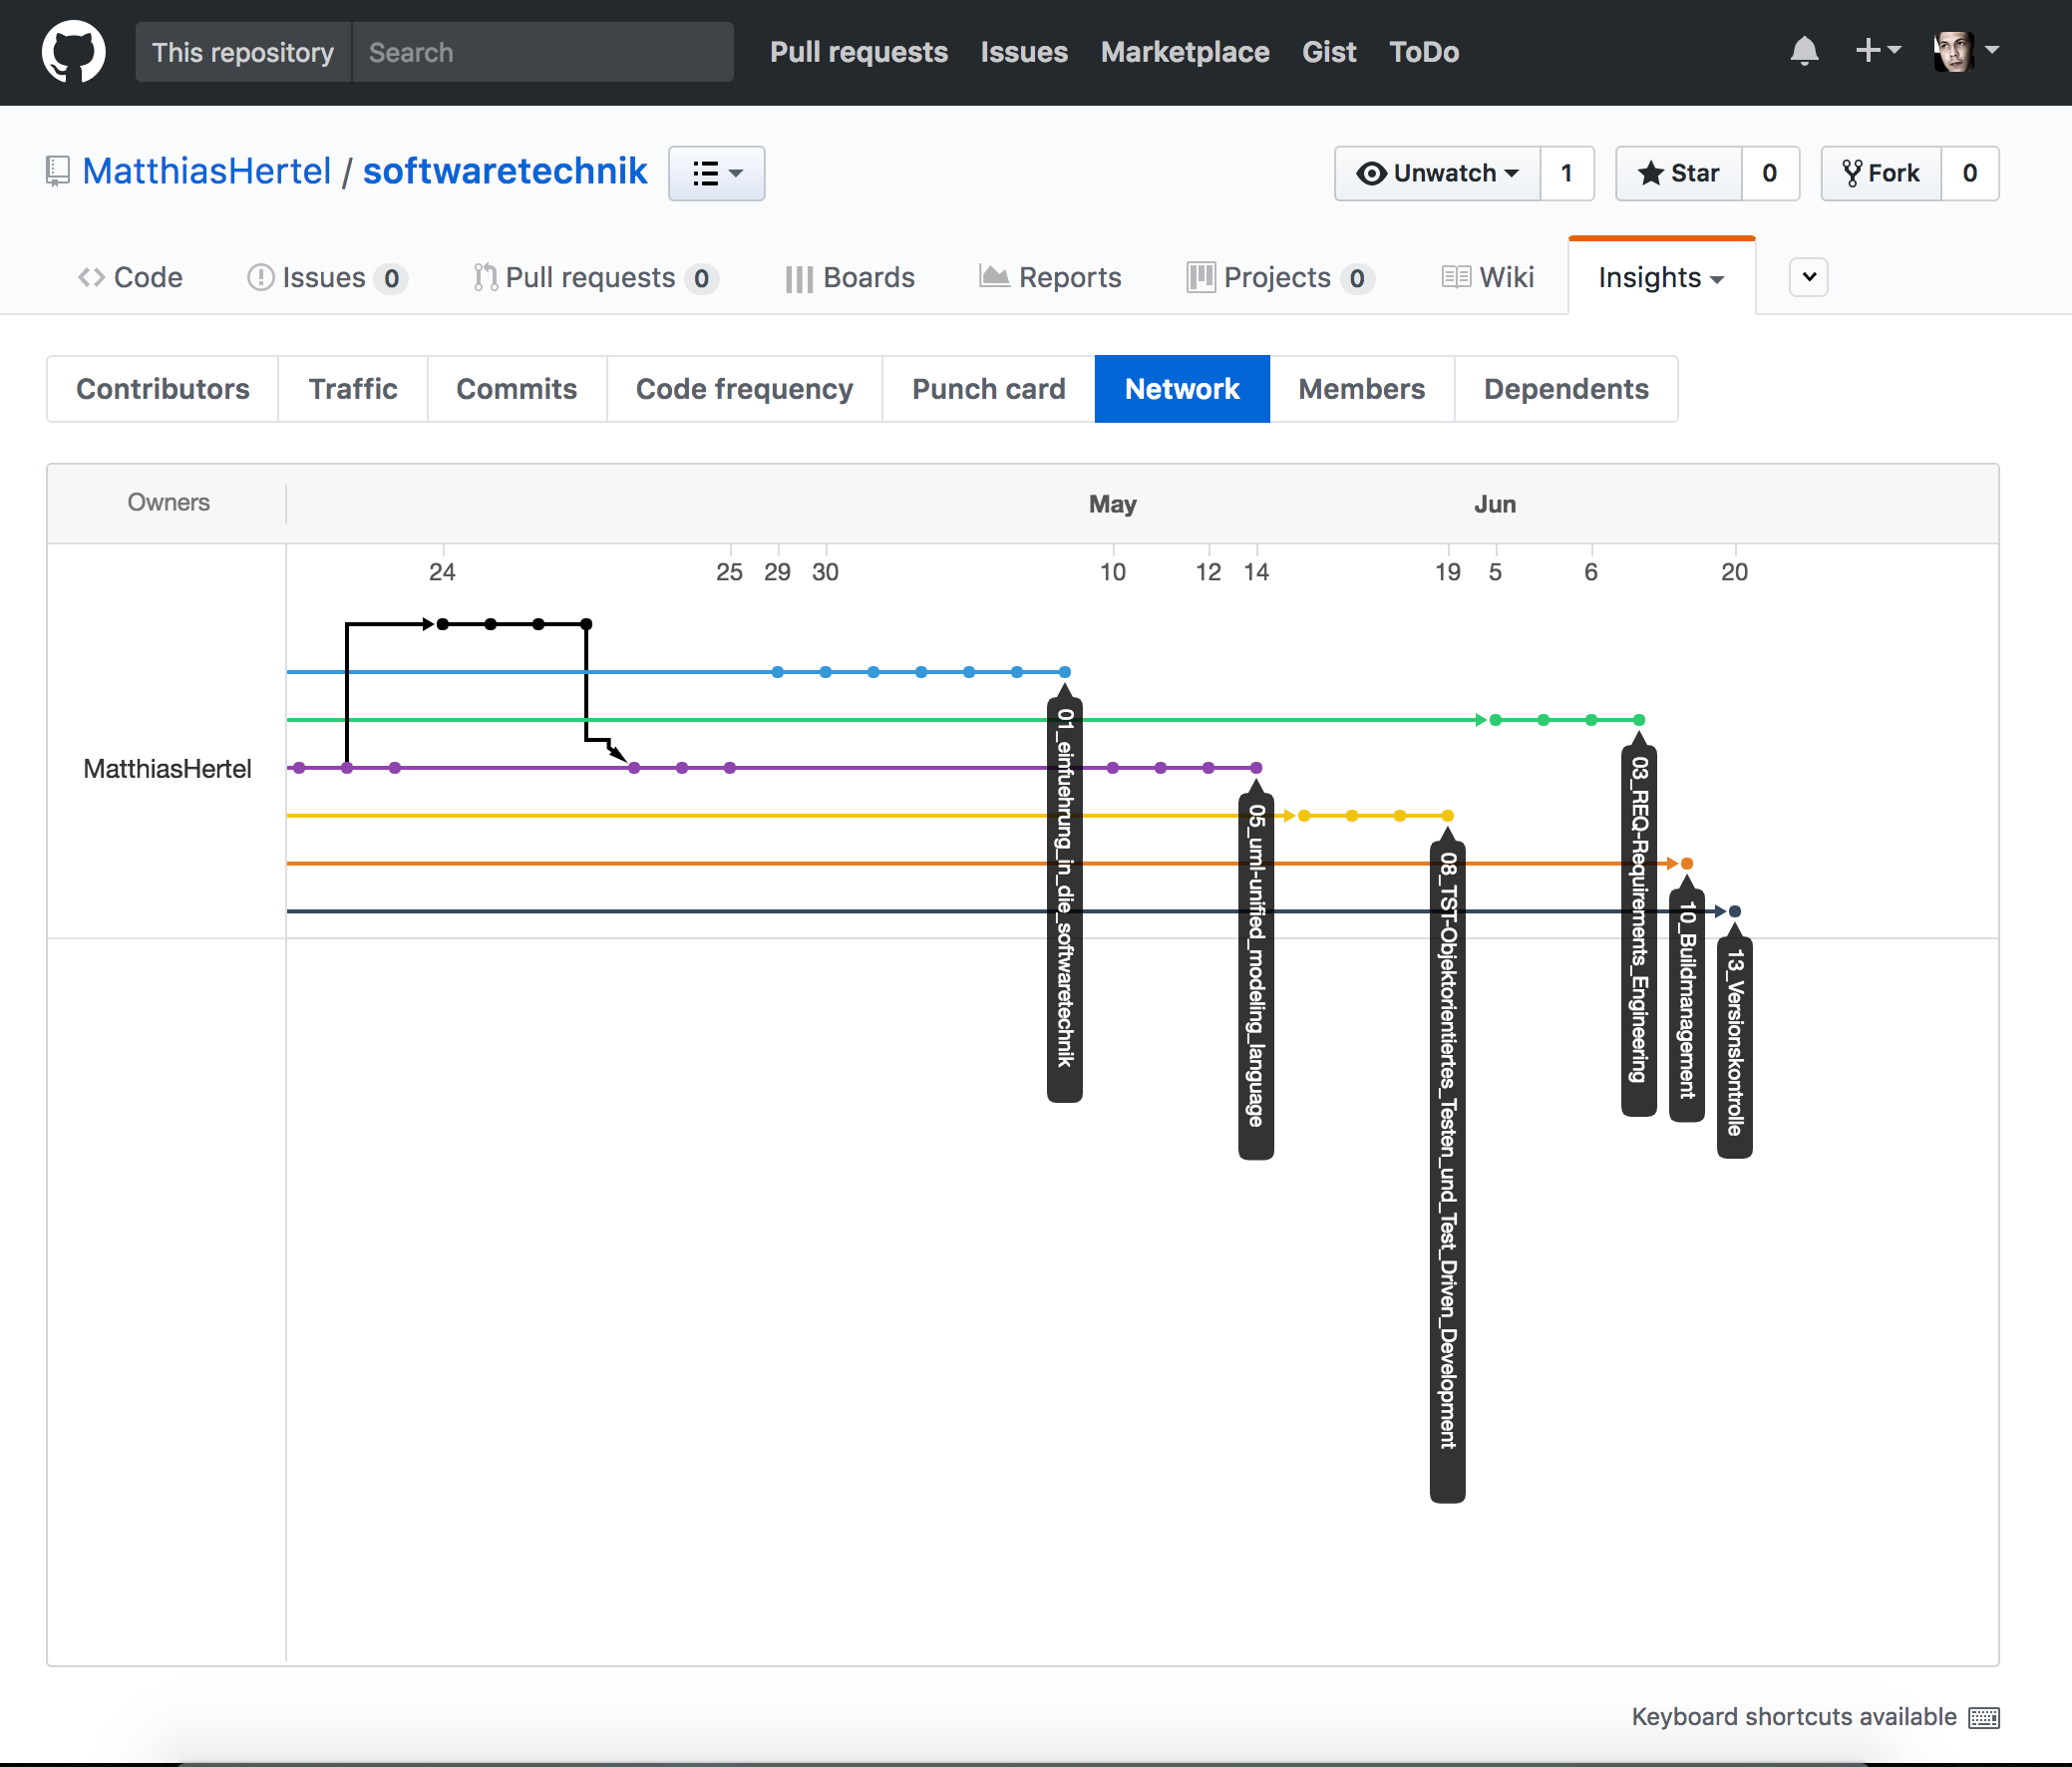 This repository Search Pull requests Issues Marketplace Gist ToDo
MatthiasHertel / softwaretechnik Unwatch 1 Star 0 Fork 0
Code Issues 0 Pull requests 0 Boards Reports Projects 0 Wiki Insights
Contributors Traffic Commits Code frequency Punch card Network Members Dependents
Owners May Jun
24 25 29 30 10 12 14 19 5 6 20
MatthiasHertel
01_einfuehrung_in_die_softwaretechnik
05_uml-unified_modeling_language
08_TST-Objektorientiertes_Testen_und_Test_Driven_Development
03_REQ-Requirements_Engineering
10_Buildmanagement
13_Versionskontrolle
Keyboard shortcuts available